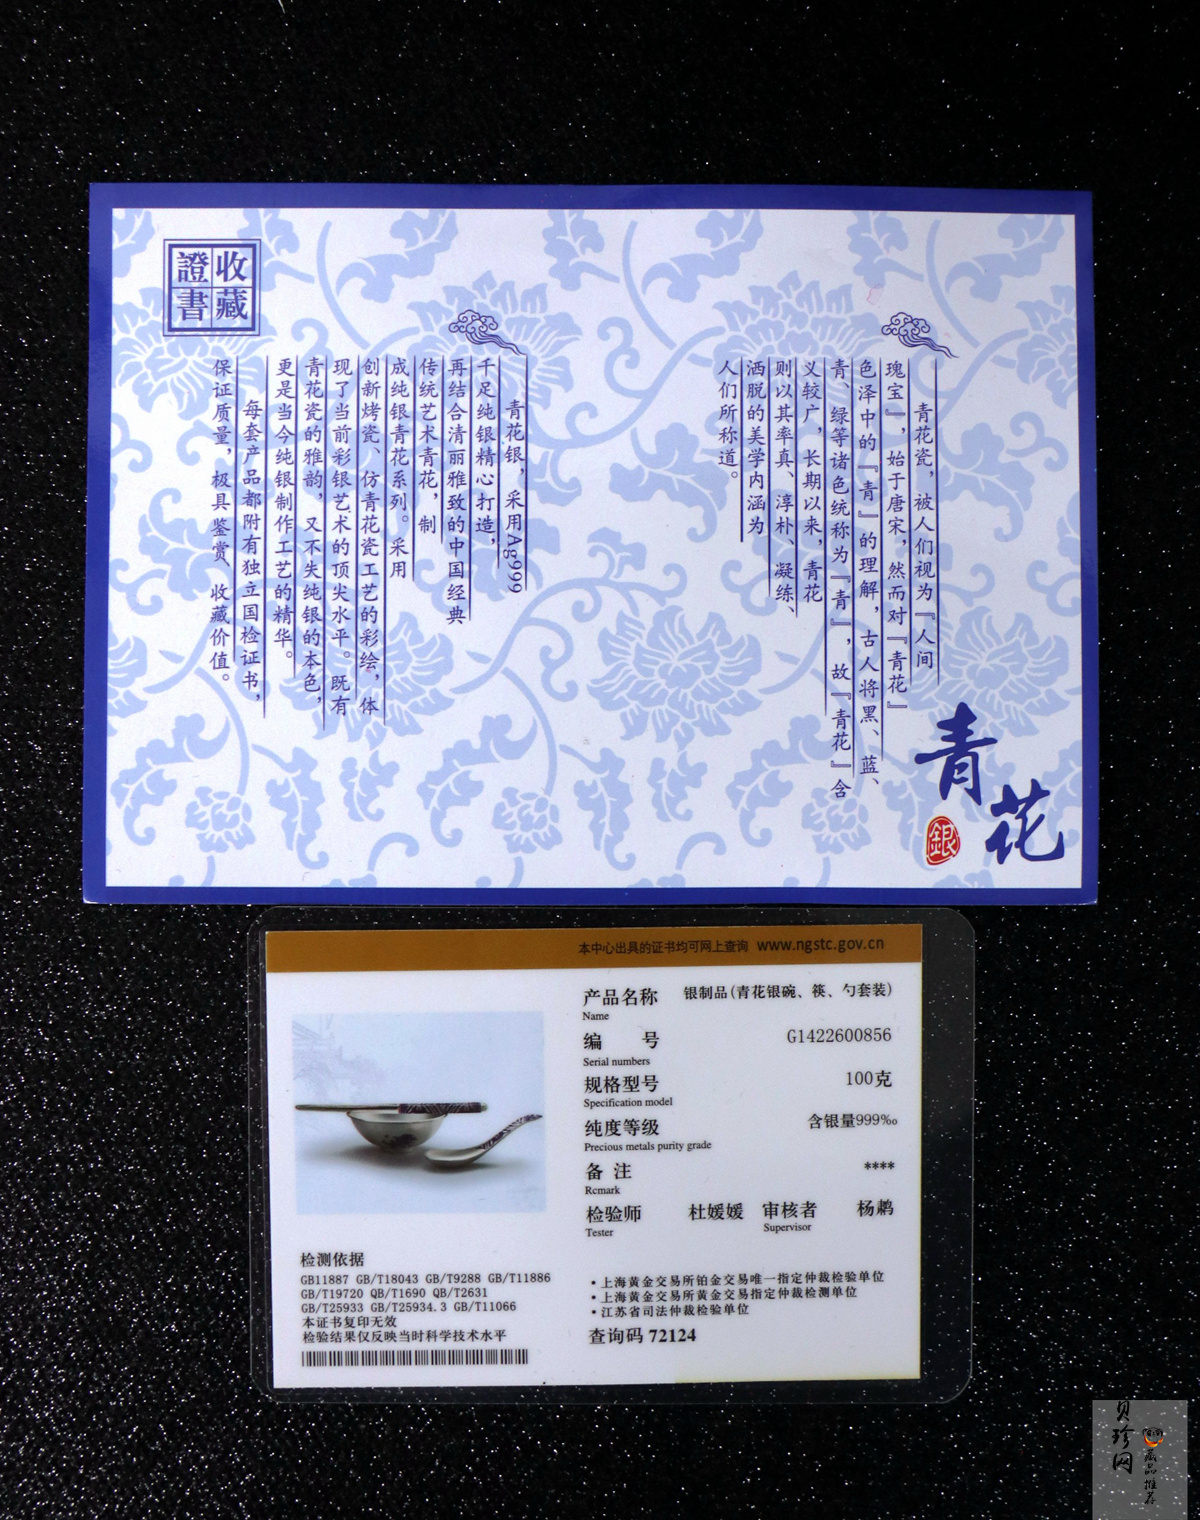 青花
銀
青花瓷，被人们视为『人间
瑰宝』，始于唐宋，然而对『青花』
色泽中的『青』的理解，古人将黑、蓝、
青、绿等诸色统称为『青』，故『青花』含
义较广，长期以来，青花
则以其率真、淳朴、凝练、
洒脱的美学内涵为
人们所称道。
青花银，采用Ag999
千足纯银精心打造，
再结合清丽雅致的中国经典
传统艺术青花，制
成纯银青花系列。采用
创新烤瓷、仿青花瓷工艺的彩绘，体
现了当前彩银艺术的顶尖水平。既有
青花瓷的雅韵，又不失纯银的本色，
更是当今纯银制作工艺的精华。
每套产品都附有独立国检证书，
保证质量，极具鉴赏、收藏价值。
收藏
證書
本中心出具的证书均可网上查询 www.ngstc.gov.cn
产品名称 银制品(青花银碗、筷、勺套装)
Name
编 号 G1422600856
Serial numbers
规格型号 100克
Specification model
纯度等级 含银量999‰
Precious metals purity grade
备 注 ****
Remark
检验师 杜媛媛 审核者 杨鹣
Tester Supervisor
检测依据
GB11887 GB/T18043 GB/T9288 GB/T11886
GB/T19720 QB/T1690 QB/T2631
GB/T25933 GB/T25934.3 GB/T11066
本证书复印无效
检验结果仅反映当时科学技术水平
•上海黄金交易所铂金交易唯一指定仲裁检验单位
•上海黄金交易所黄金交易指定仲裁检测单位
•江苏省司法仲裁检验单位
查询码 72124
贝珍网
藏品推荐